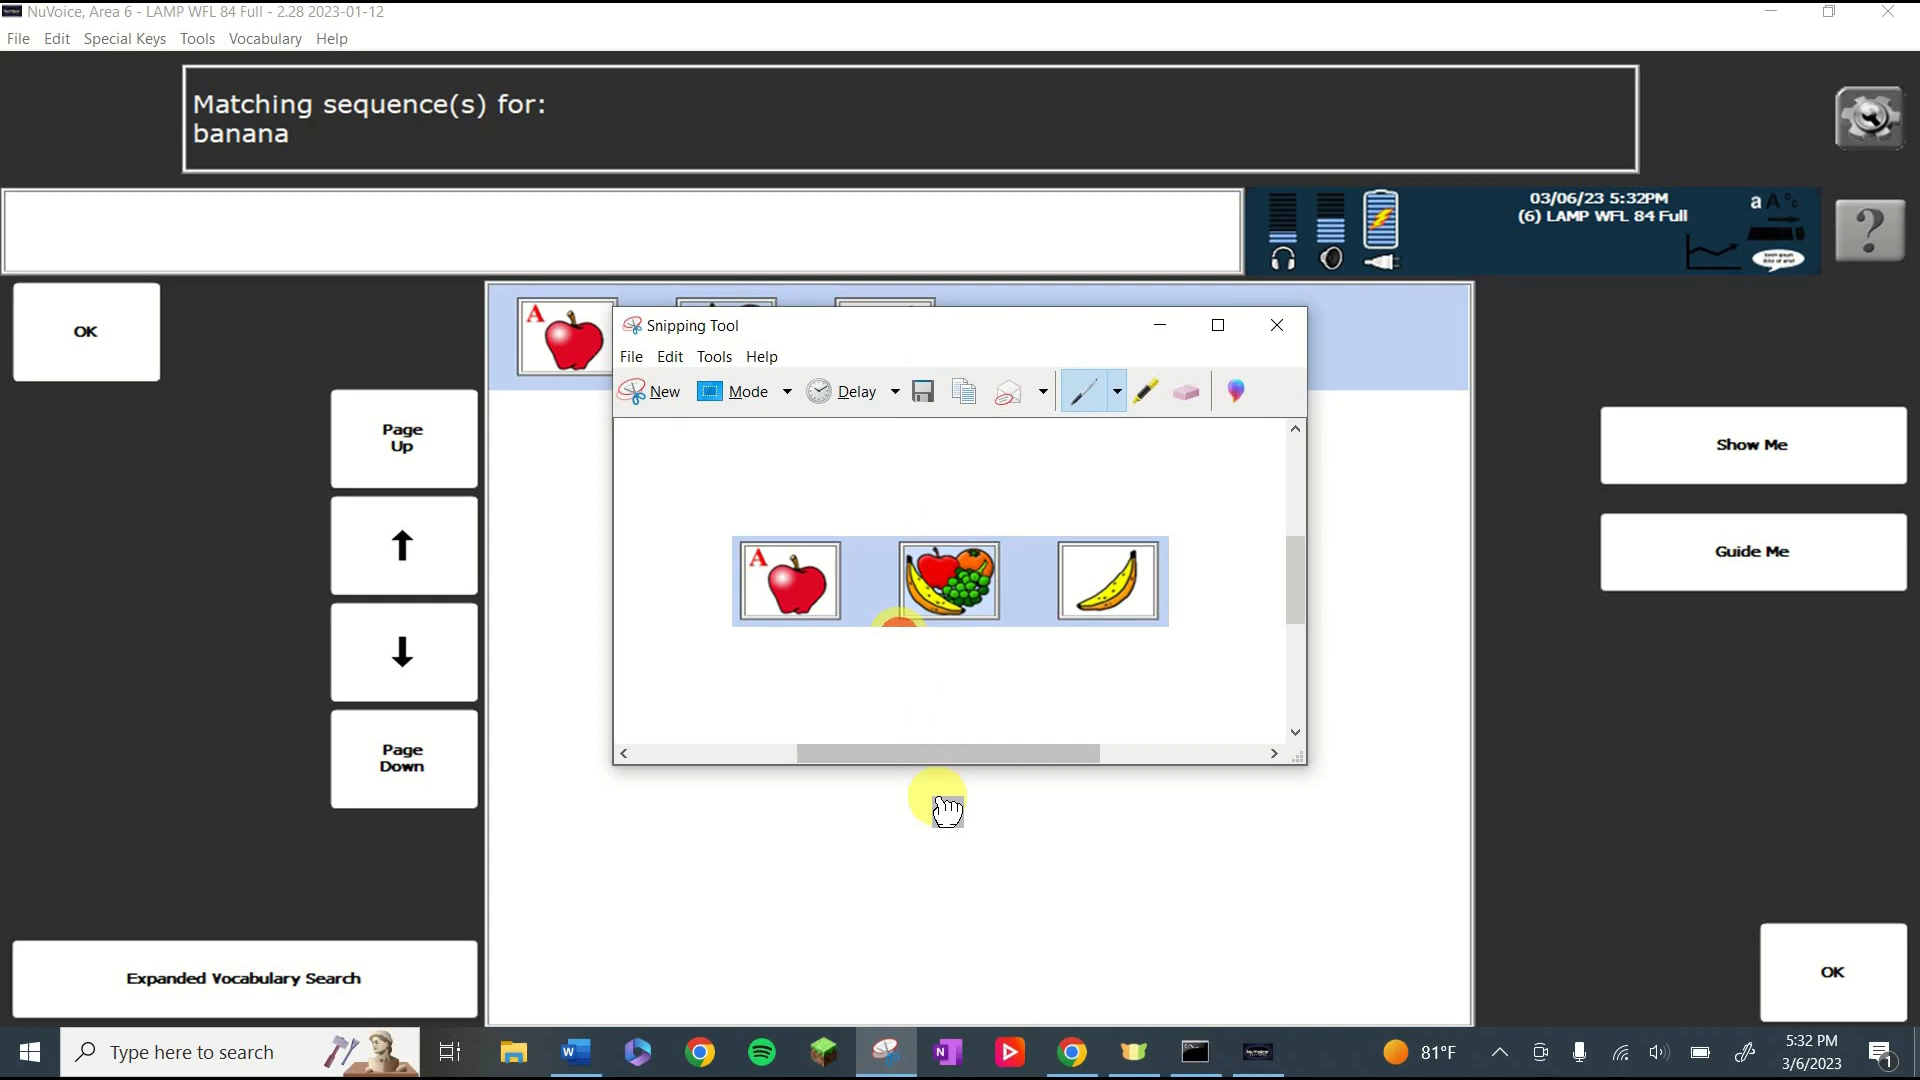 NuVoice, Area 6 - LAMP WFL 84 Full - 2.28 2023-01-12
File Edit Special Keys Tools Vocabulary Help
Matching sequence(s) for:
banana
03/06/23 5:32PM
(6) LAMP WFL 84 Full
a A °c
?
OK
A
Snipping Tool
File Edit Tools Help
New Mode Delay
Page
Up
Show Me
Guide Me
A
Page
Down
Expanded Vocabulary Search
OK
Type here to search
81°F
5:32 PM
3/6/2023
1